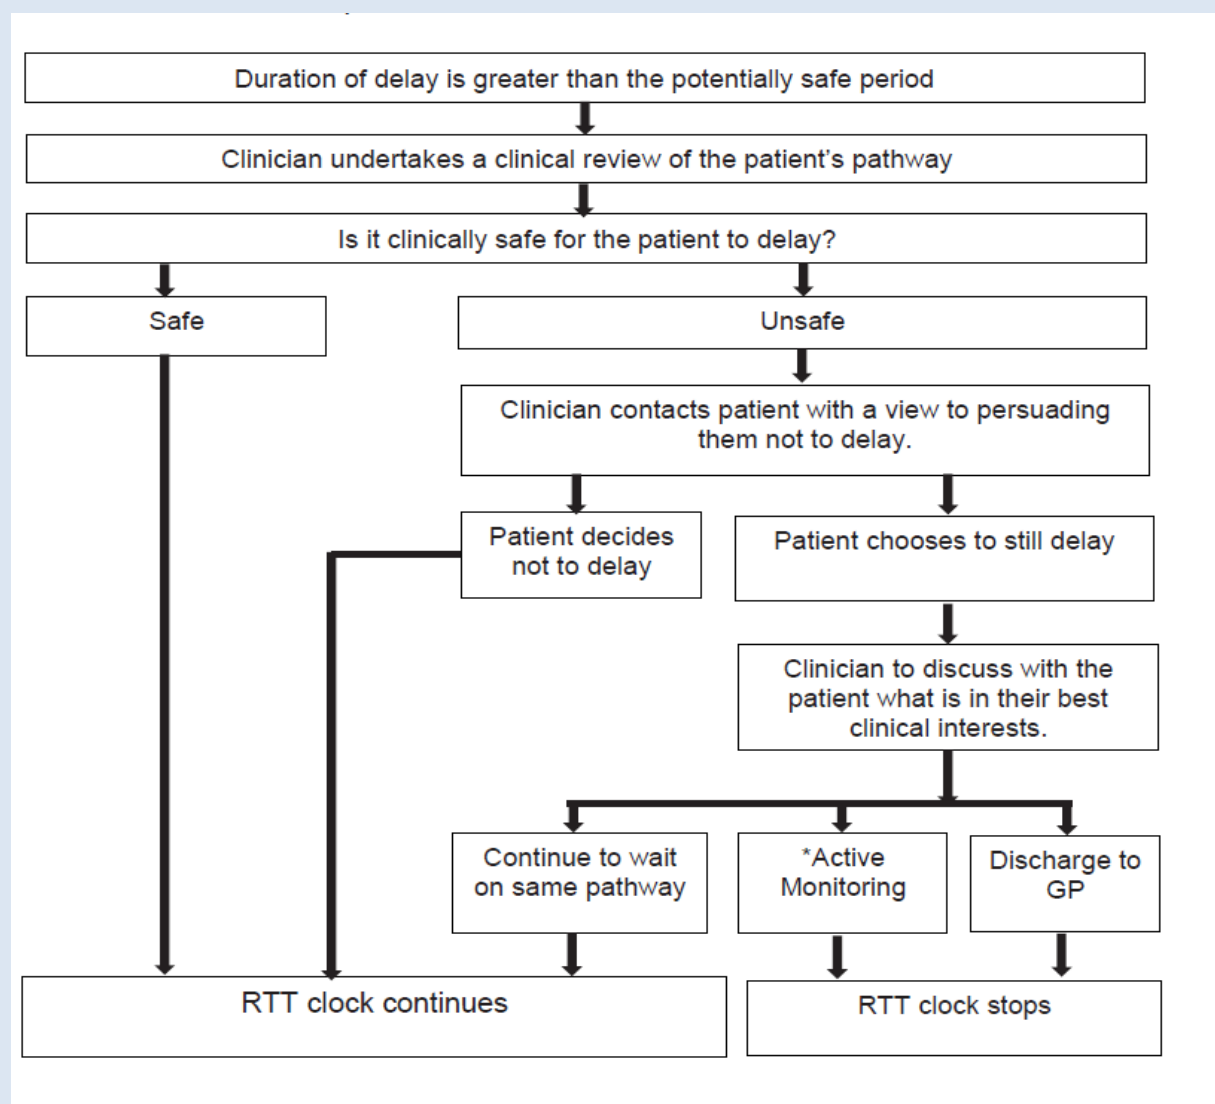 Duration of delay is greater than the potentially safe period
Clinician undertakes a clinical review of the patient's pathway
Is it clinically safe for the patient to delay?
Safe
Unsafe
Clinician contacts patient with a view to persuading
them not to delay.
Patient decides
not to delay
Patient chooses to still delay
Clinician to discuss with the
patient what is in their best
clinical interests.
Continue to wait
on same pathway
*Active
Monitoring
Discharge to
GP
RTT clock continues
RTT clock stops